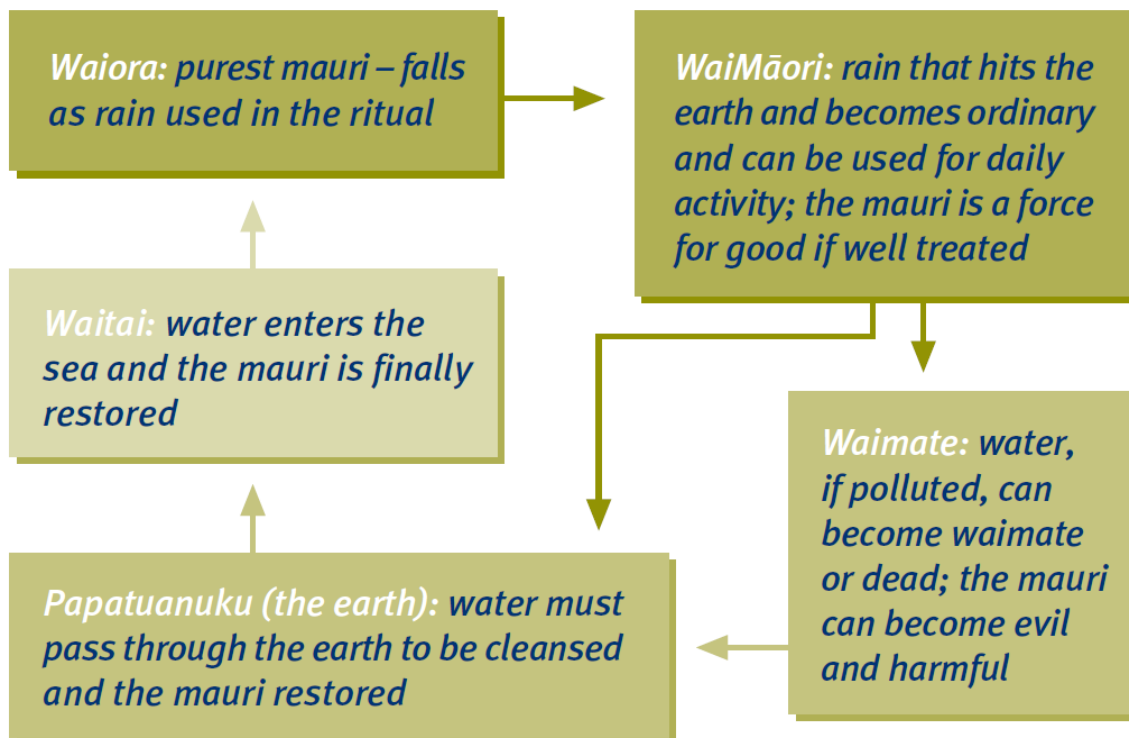 Waiora: purest mauri – falls
as rain used in the ritual
WaiMāori: rain that hits the
earth and becomes ordinary
and can be used for daily
activity; the mauri is a force
for good if well treated
Waitai: water enters the
sea and the mauri is finally
restored
Waimate: water,
if polluted, can
become waimate
or dead; the mauri
can become evil
and harmful
Papatuanuku (the earth): water must
pass through the earth to be cleansed
and the mauri restored